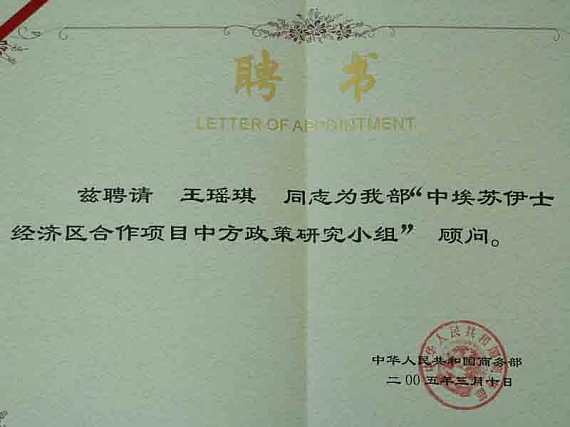 聘 书
LETTER OF APPOINTMENT
兹聘请 王瑶琪 同志为我部“中埃苏伊士
经济区合作项目中方政策研究小组” 顾问。
中华人民共和国商务部
二00五年三月十日